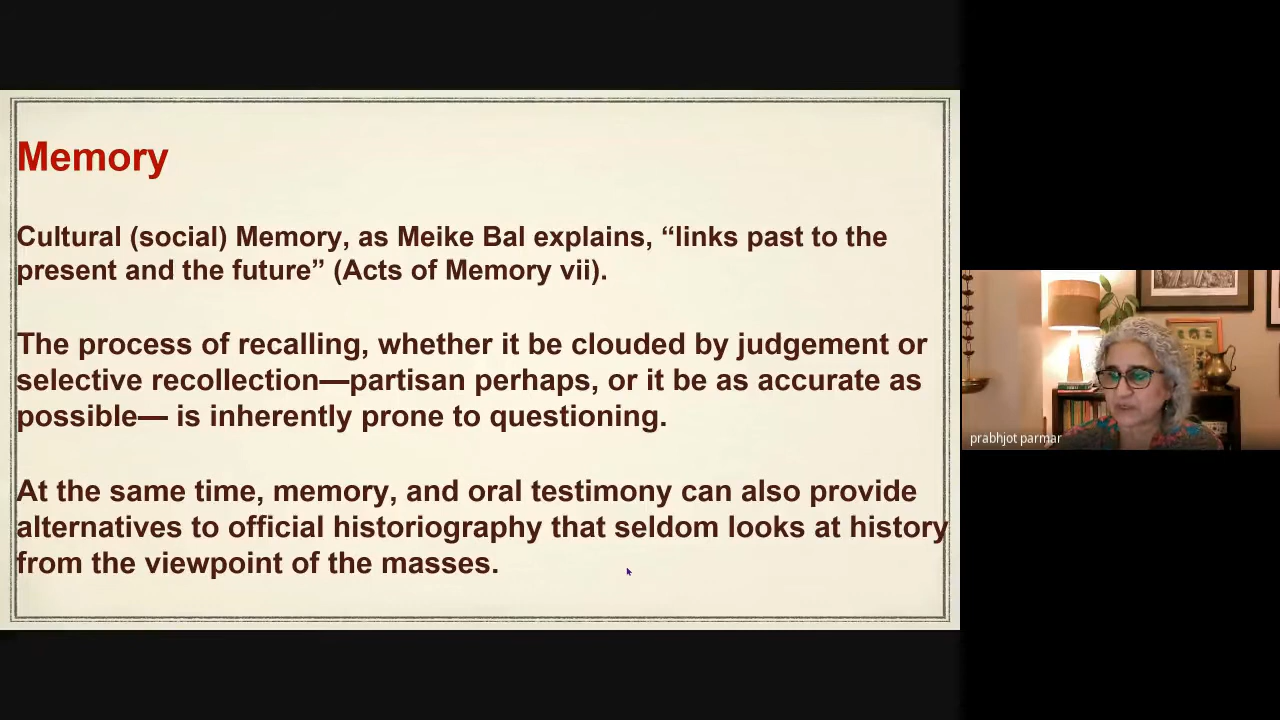 Memory
Cultural (social) Memory, as Meike Bal explains, “links past to the
present and the future” (Acts of Memory vii).
The process of recalling, whether it be clouded by judgement or
selective recollection—partisan perhaps, or it be as accurate as
possible— is inherently prone to questioning.
At the same time, memory, and oral testimony can also provide
alternatives to official historiography that seldom looks at history
from the viewpoint of the masses.
prabhjot parmar